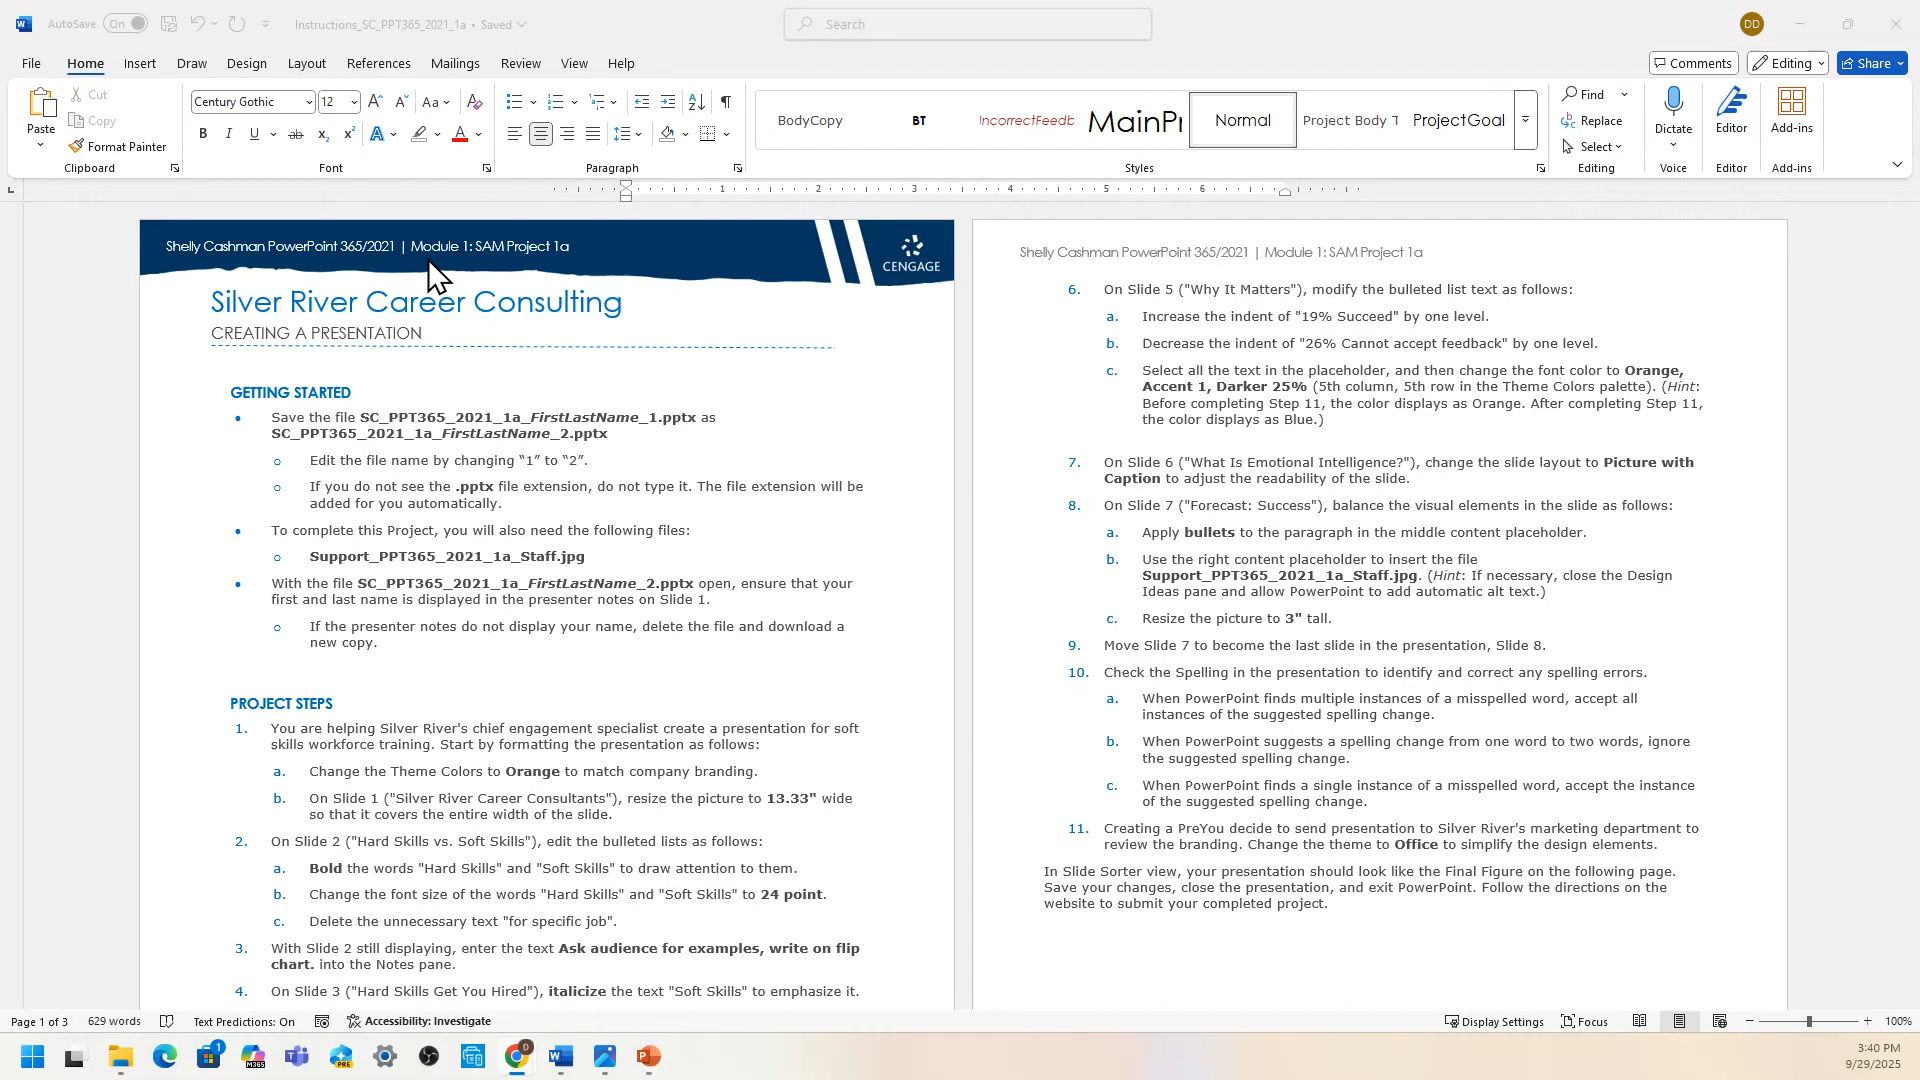 AutoSave On Instructions_SC_PPT365_2021_1a • Saved Search DD
File Home Insert Draw Design Layout References Mailings Review View Help Comments Editing Share
Paste Cut Copy Format Painter
Century Gothic 12 Aa
BodyCopy BT IncorrectFeedb MainPr Normal Project Body T ProjectGoal
Find Replace Select
Dictate Editor Add-ins
Clipboard Font Paragraph Styles Editing Voice Editor Add-ins
1 2 3 4 5 6
Shelly Cashman PowerPoint 365/2021 | Module 1: SAM Project 1a
CENGAGE
Silver River Career Consulting
CREATING A PRESENTATION
GETTING STARTED
• Save the file SC_PPT365_2021_1a_FirstLastName_1.pptx as
SC_PPT365_2021_1a_FirstLastName_2.pptx
o Edit the file name by changing “1” to “2”.
o If you do not see the .pptx file extension, do not type it. The file extension will be
added for you automatically.
• To complete this Project, you will also need the following files:
o Support_PPT365_2021_1a_Staff.jpg
• With the file SC_PPT365_2021_1a_FirstLastName_2.pptx open, ensure that your
first and last name is displayed in the presenter notes on Slide 1.
o If the presenter notes do not display your name, delete the file and download a
new copy.
PROJECT STEPS
1. You are helping Silver River's chief engagement specialist create a presentation for soft
skills workforce training. Start by formatting the presentation as follows:
a. Change the Theme Colors to Orange to match company branding.
b. On Slide 1 ("Silver River Career Consultants"), resize the picture to 13.33" wide
so that it covers the entire width of the slide.
2. On Slide 2 ("Hard Skills vs. Soft Skills"), edit the bulleted lists as follows:
a. Bold the words "Hard Skills" and "Soft Skills" to draw attention to them.
b. Change the font size of the words "Hard Skills" and "Soft Skills" to 24 point.
c. Delete the unnecessary text "for specific job".
3. With Slide 2 still displaying, enter the text Ask audience for examples, write on flip
chart. into the Notes pane.
4. On Slide 3 ("Hard Skills Get You Hired"), italicize the text "Soft Skills" to emphasize it.
Shelly Cashman PowerPoint 365/2021 | Module 1: SAM Project 1a
6. On Slide 5 ("Why It Matters"), modify the bulleted list text as follows:
a. Increase the indent of "19% Succeed" by one level.
b. Decrease the indent of "26% Cannot accept feedback" by one level.
c. Select all the text in the placeholder, and then change the font color to Orange,
Accent 1, Darker 25% (5th column, 5th row in the Theme Colors palette). (Hint:
Before completing Step 11, the color displays as Orange. After completing Step 11,
the color displays as Blue.)
7. On Slide 6 ("What Is Emotional Intelligence?"), change the slide layout to Picture with
Caption to adjust the readability of the slide.
8. On Slide 7 ("Forecast: Success"), balance the visual elements in the slide as follows:
a. Apply bullets to the paragraph in the middle content placeholder.
b. Use the right content placeholder to insert the file
Support_PPT365_2021_1a_Staff.jpg. (Hint: If necessary, close the Design
Ideas pane and allow PowerPoint to add automatic alt text.)
c. Resize the picture to 3" tall.
9. Move Slide 7 to become the last slide in the presentation, Slide 8.
10. Check the Spelling in the presentation to identify and correct any spelling errors.
a. When PowerPoint finds multiple instances of a misspelled word, accept all
instances of the suggested spelling change.
b. When PowerPoint suggests a spelling change from one word to two words, ignore
the suggested spelling change.
c. When PowerPoint finds a single instance of a misspelled word, accept the instance
of the suggested spelling change.
11. Creating a PreYou decide to send presentation to Silver River's marketing department to
review the branding. Change the theme to Office to simplify the design elements.
In Slide Sorter view, your presentation should look like the Final Figure on the following page.
Save your changes, close the presentation, and exit PowerPoint. Follow the directions on the
website to submit your completed project.
Page 1 of 3 629 words Text Predictions: On Accessibility: Investigate Display Settings Focus 100%
3:40 PM
9/29/2025